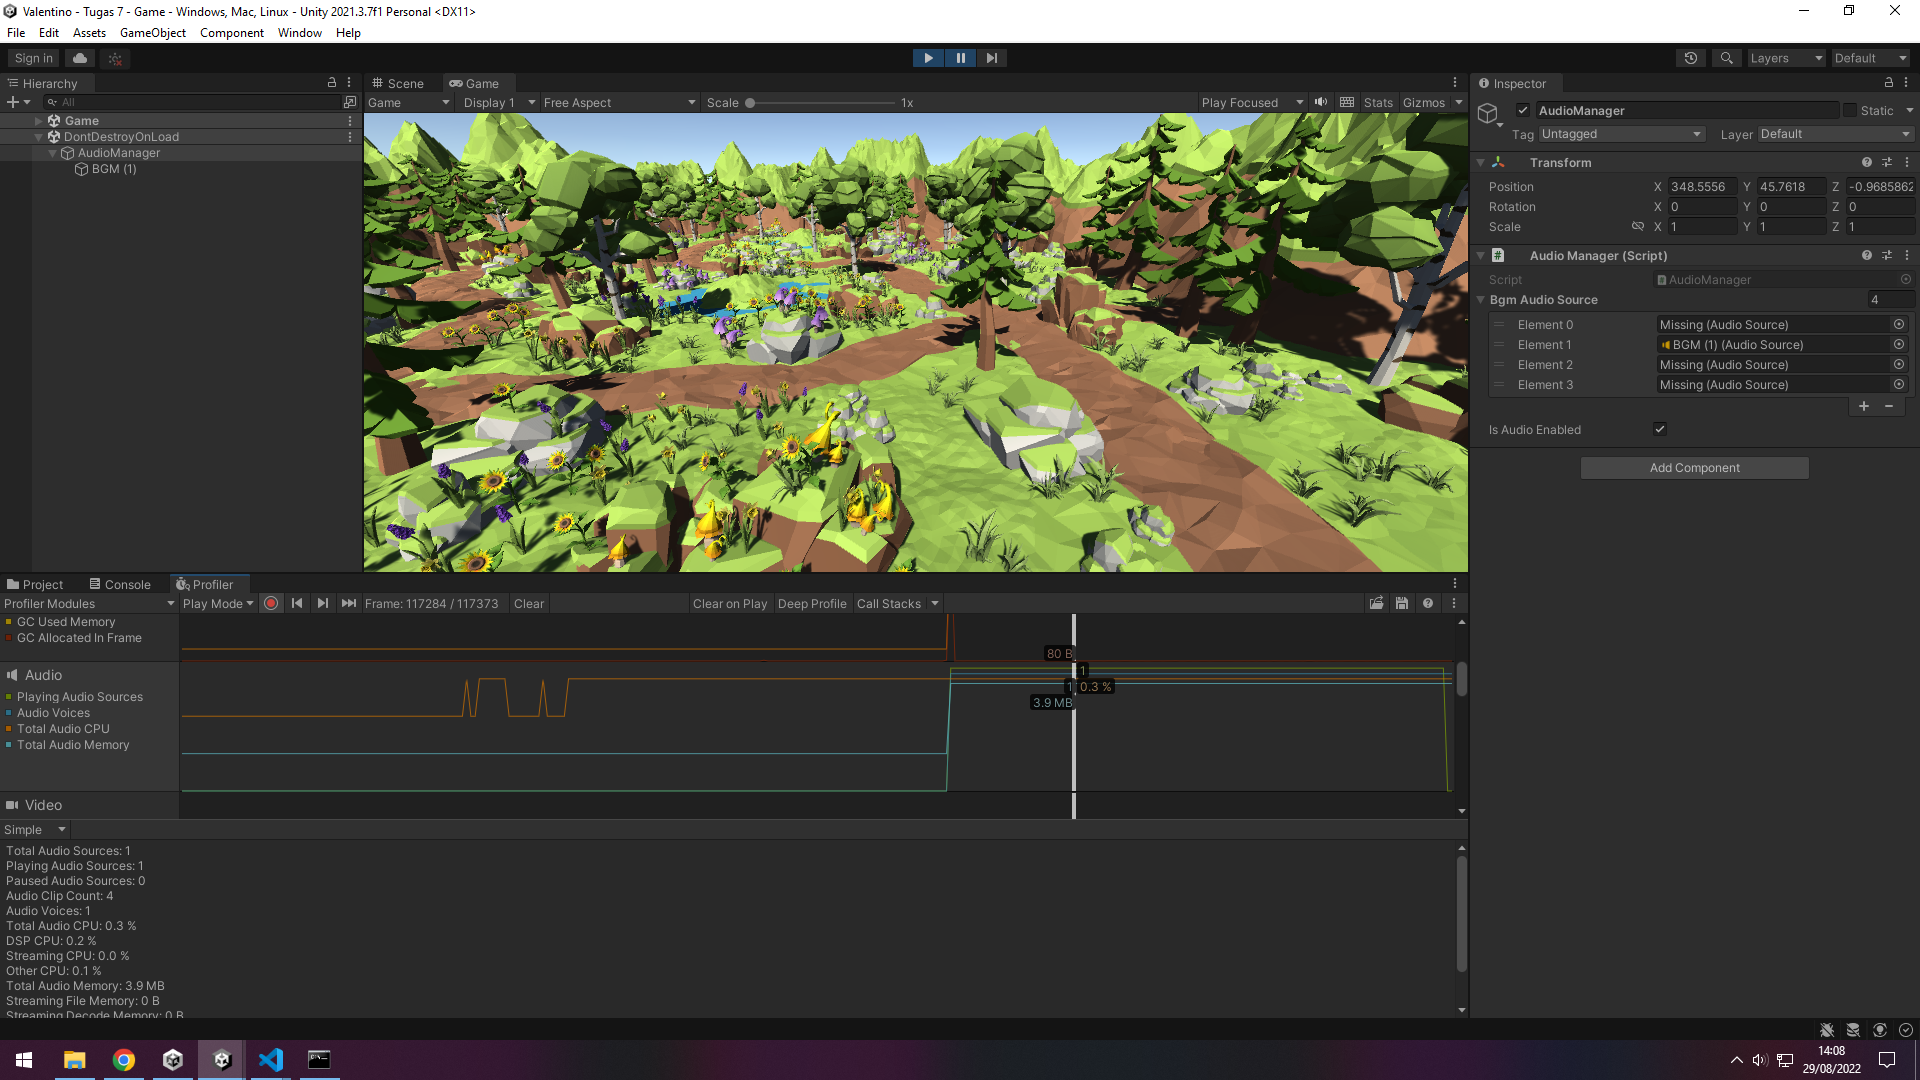 Valentino - Tugas 7 - Game - Windows, Mac, Linux - Unity 2021.3.7f1 Personal <DX11>
File Edit Assets GameObject Component Window Help
Sign in
Layers
Default
Hierarchy
All
Game
DontDestroyOnLoad
AudioManager
BGM (1)
Scene
Game
Game
Display 1
Free Aspect
Scale
1x
Play Focused
Stats
Gizmos
Inspector
AudioManager
Static
Tag
Untagged
Layer
Default
Transform
Position X 348.5556 Y 45.7618 Z -0.9685862
Rotation X 0 Y 0 Z 0
Scale X 1 Y 1 Z 1
Audio Manager (Script)
Script
AudioManager
Bgm Audio Source
4
Element 0 Missing (Audio Source)
Element 1 BGM (1) (Audio Source)
Element 2 Missing (Audio Source)
Element 3 Missing (Audio Source)
+ -
Is Audio Enabled
Add Component
Project
Console
Profiler
Profiler Modules
Play Mode
Frame: 117284 / 117373
Clear
Clear on Play
Deep Profile
Call Stacks
GC Used Memory
GC Allocated In Frame
80 B
Audio
Playing Audio Sources
Audio Voices
Total Audio CPU
Total Audio Memory
1
1
0.3 %
3.9 MB
Video
Simple
Total Audio Sources: 1
Playing Audio Sources: 1
Paused Audio Sources: 0
Audio Clip Count: 4
Audio Voices: 1
Total Audio CPU: 0.3 %
DSP CPU: 0.2 %
Streaming CPU: 0.0 %
Other CPU: 0.1 %
Total Audio Memory: 3.9 MB
Streaming File Memory: 0 B
Streaming Decode Memory: 0 B
14:08
29/08/2022